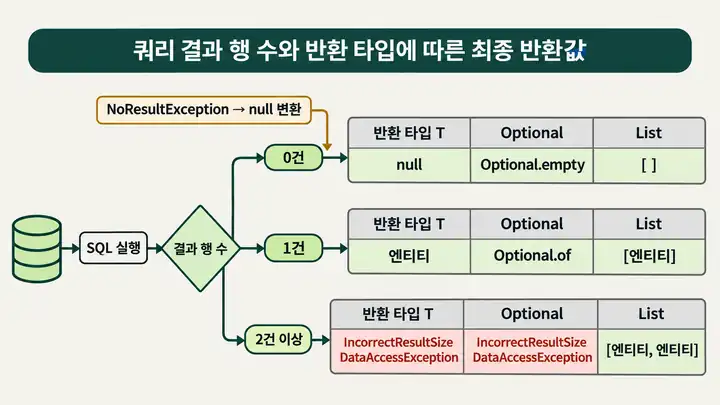 쿼리 결과 행 수와 반환 타입에 따른 최종 반환값
NoResultException → null 변환
SQL 실행
결과 행 수
0건
반환 타입 T Optional List
null Optional.empty [ ]
1건
반환 타입 T Optional List
엔티티 Optional.of [엔티티]
2건 이상
반환 타입 T Optional List
IncorrectResultSize IncorrectResultSize [엔티티, 엔티티]
DataAccessException DataAccessException